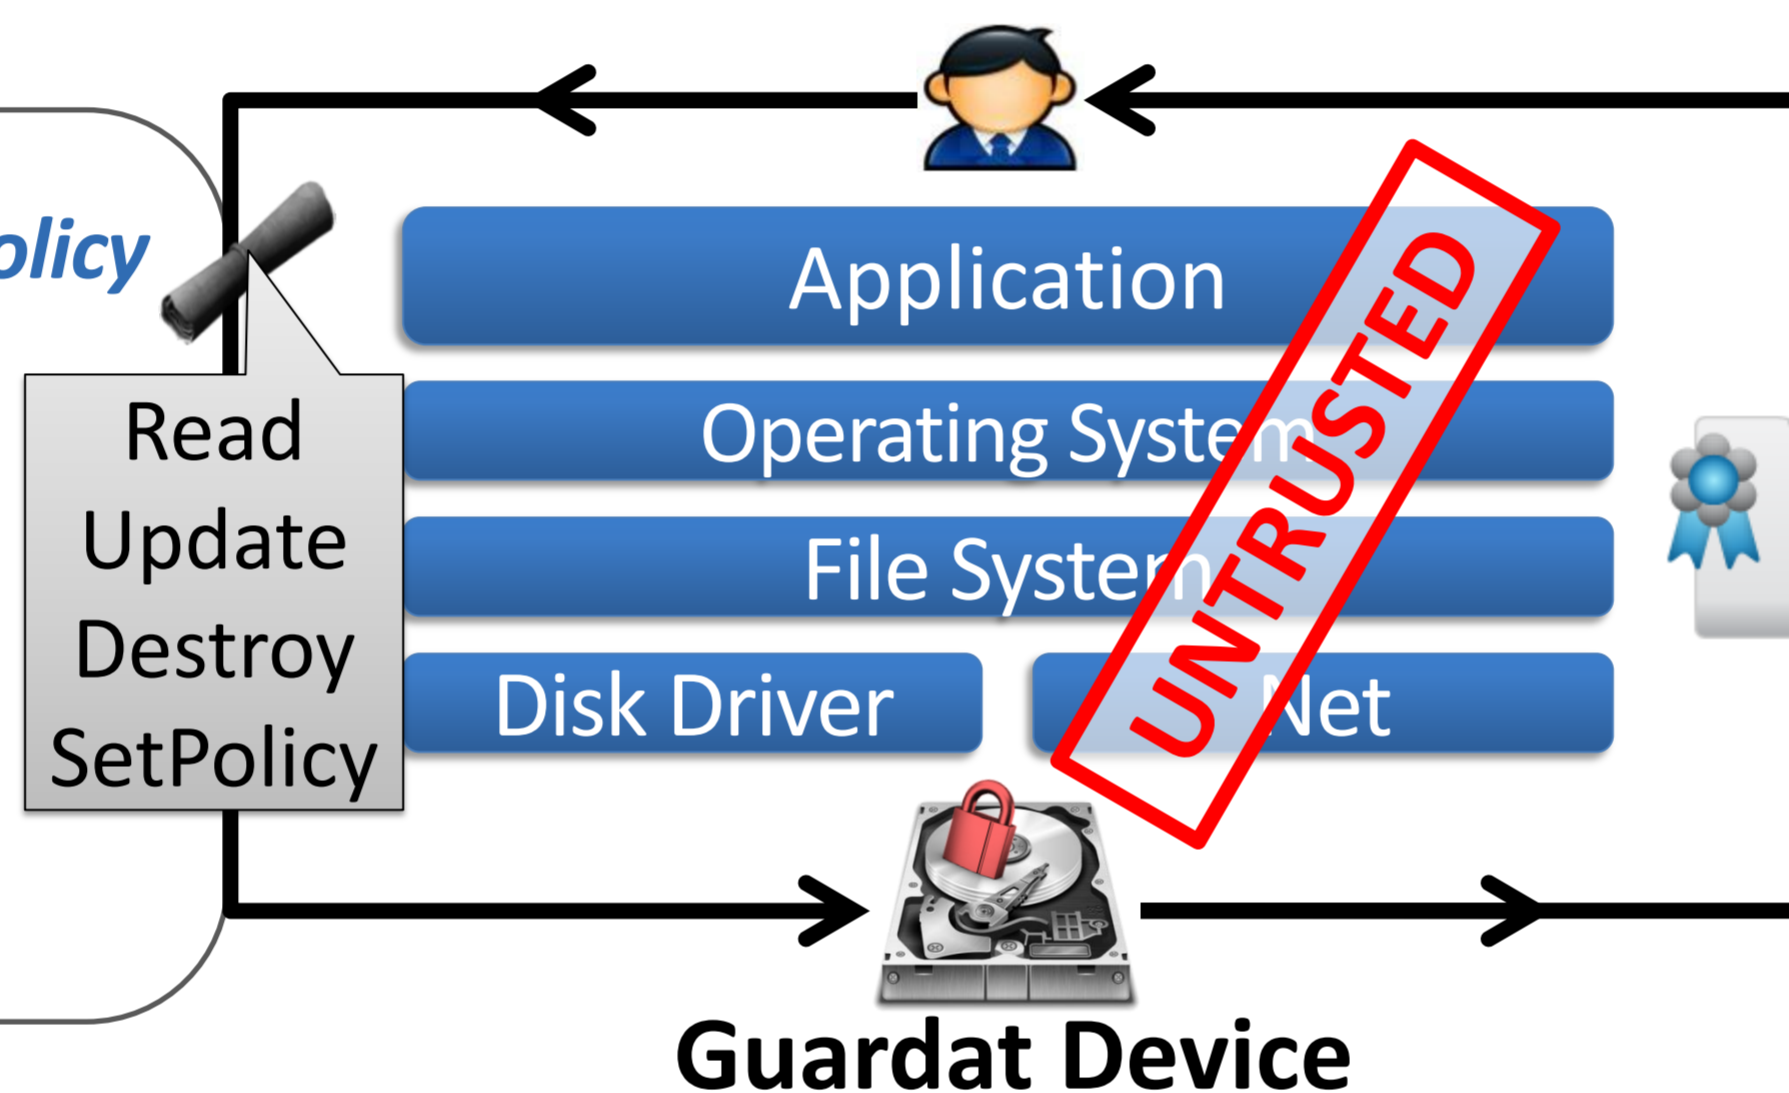 olicy
Application
Read
Update
Destroy
SetPolicy
Operating System
File System
Disk Driver
Net
UNTRUSTED
Guardat Device